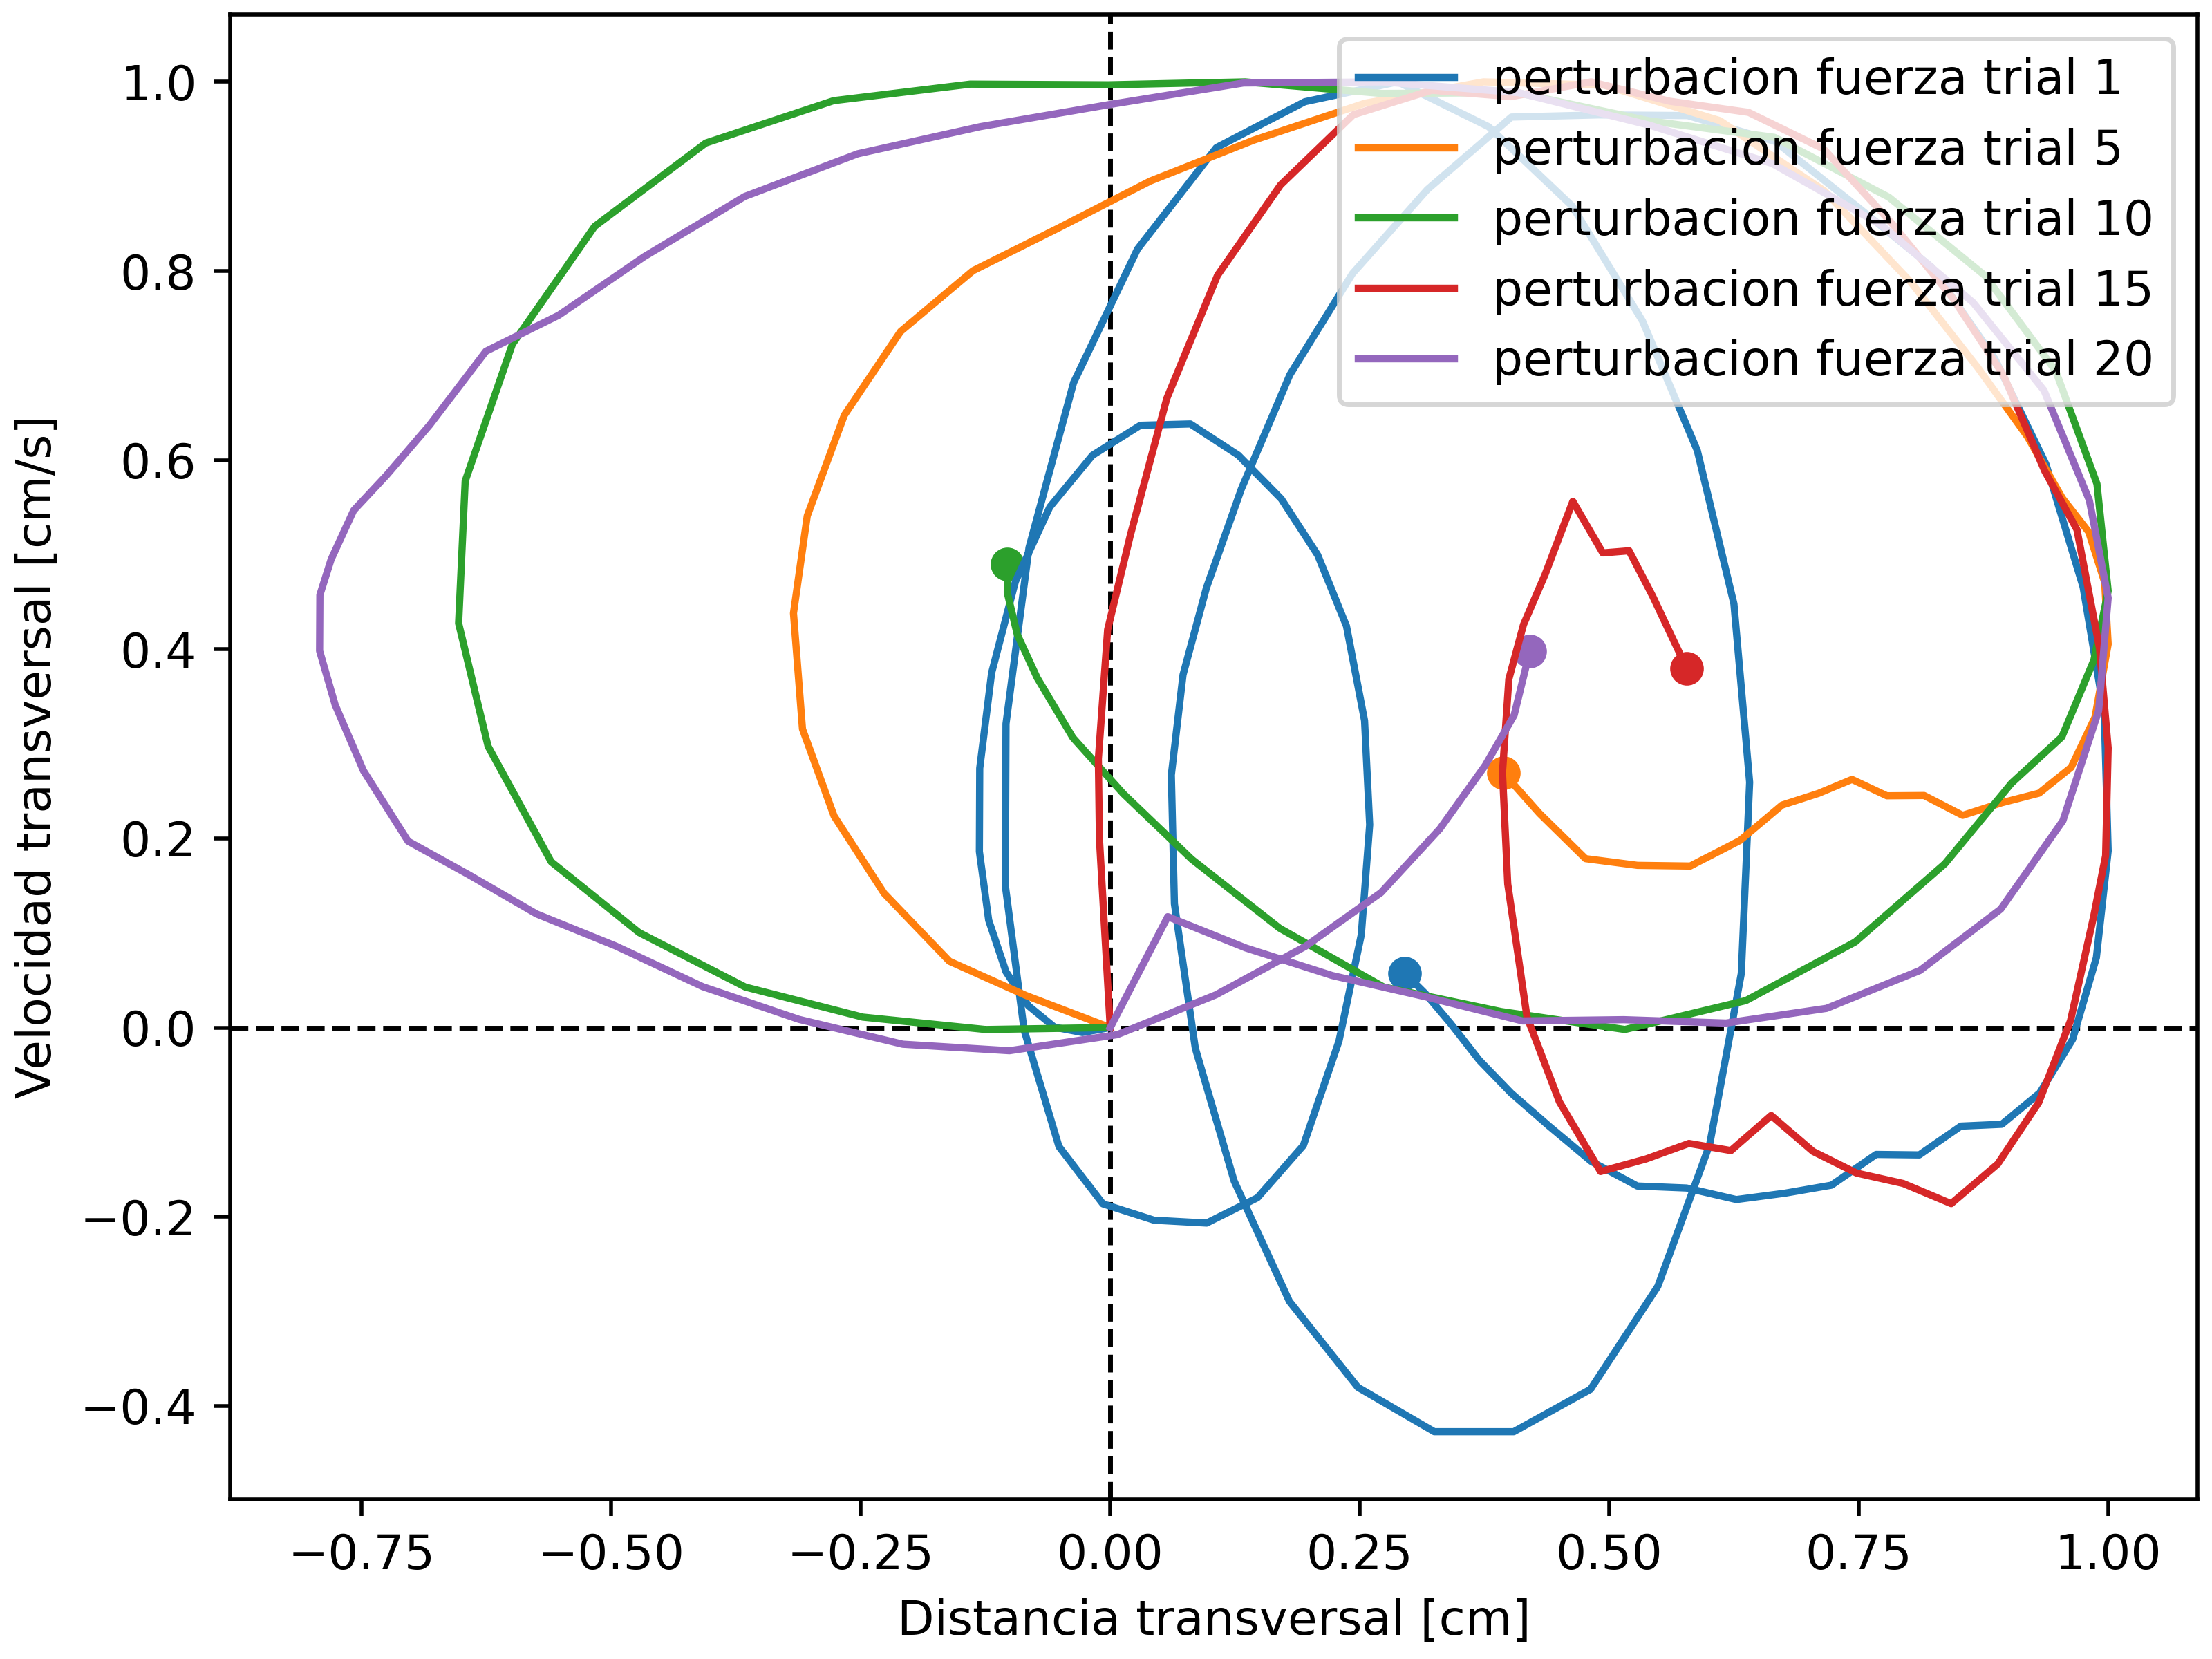 perturbacion fuerza trial 1
perturbacion fuerza trial 5
perturbacion fuerza trial 10
perturbacion fuerza trial 15
perturbacion fuerza trial 20
1.0
0.8
0.6
0.4
0.2
0.0
−0.2
−0.4
Velocidad transversal [cm/s]
−0.75 −0.50 −0.25 0.00 0.25 0.50 0.75 1.00
Distancia transversal [cm]